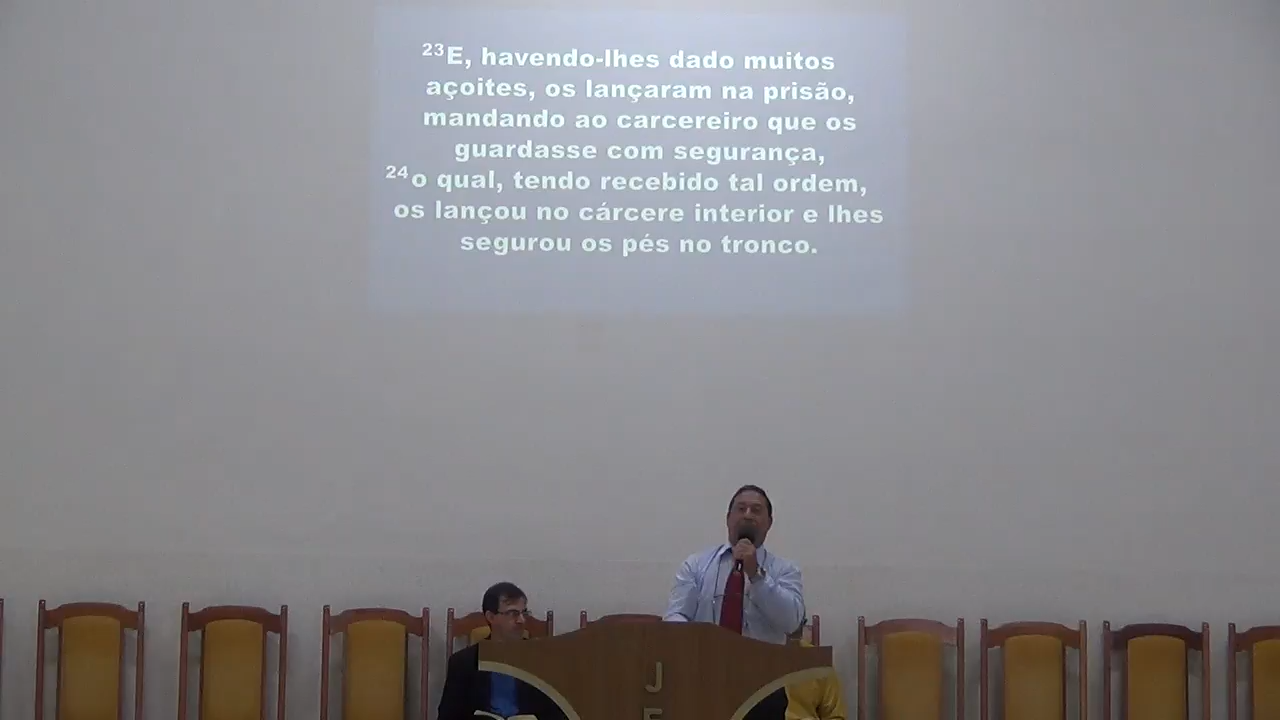 23E, havendo-lhes dado muitos
açoites, os lançaram na prisão,
mandando ao carcereiro que os
guardasse com segurança,
24o qual, tendo recebido tal ordem,
os lançou no cárcere interior e lhes
segurou os pés no tronco.
J